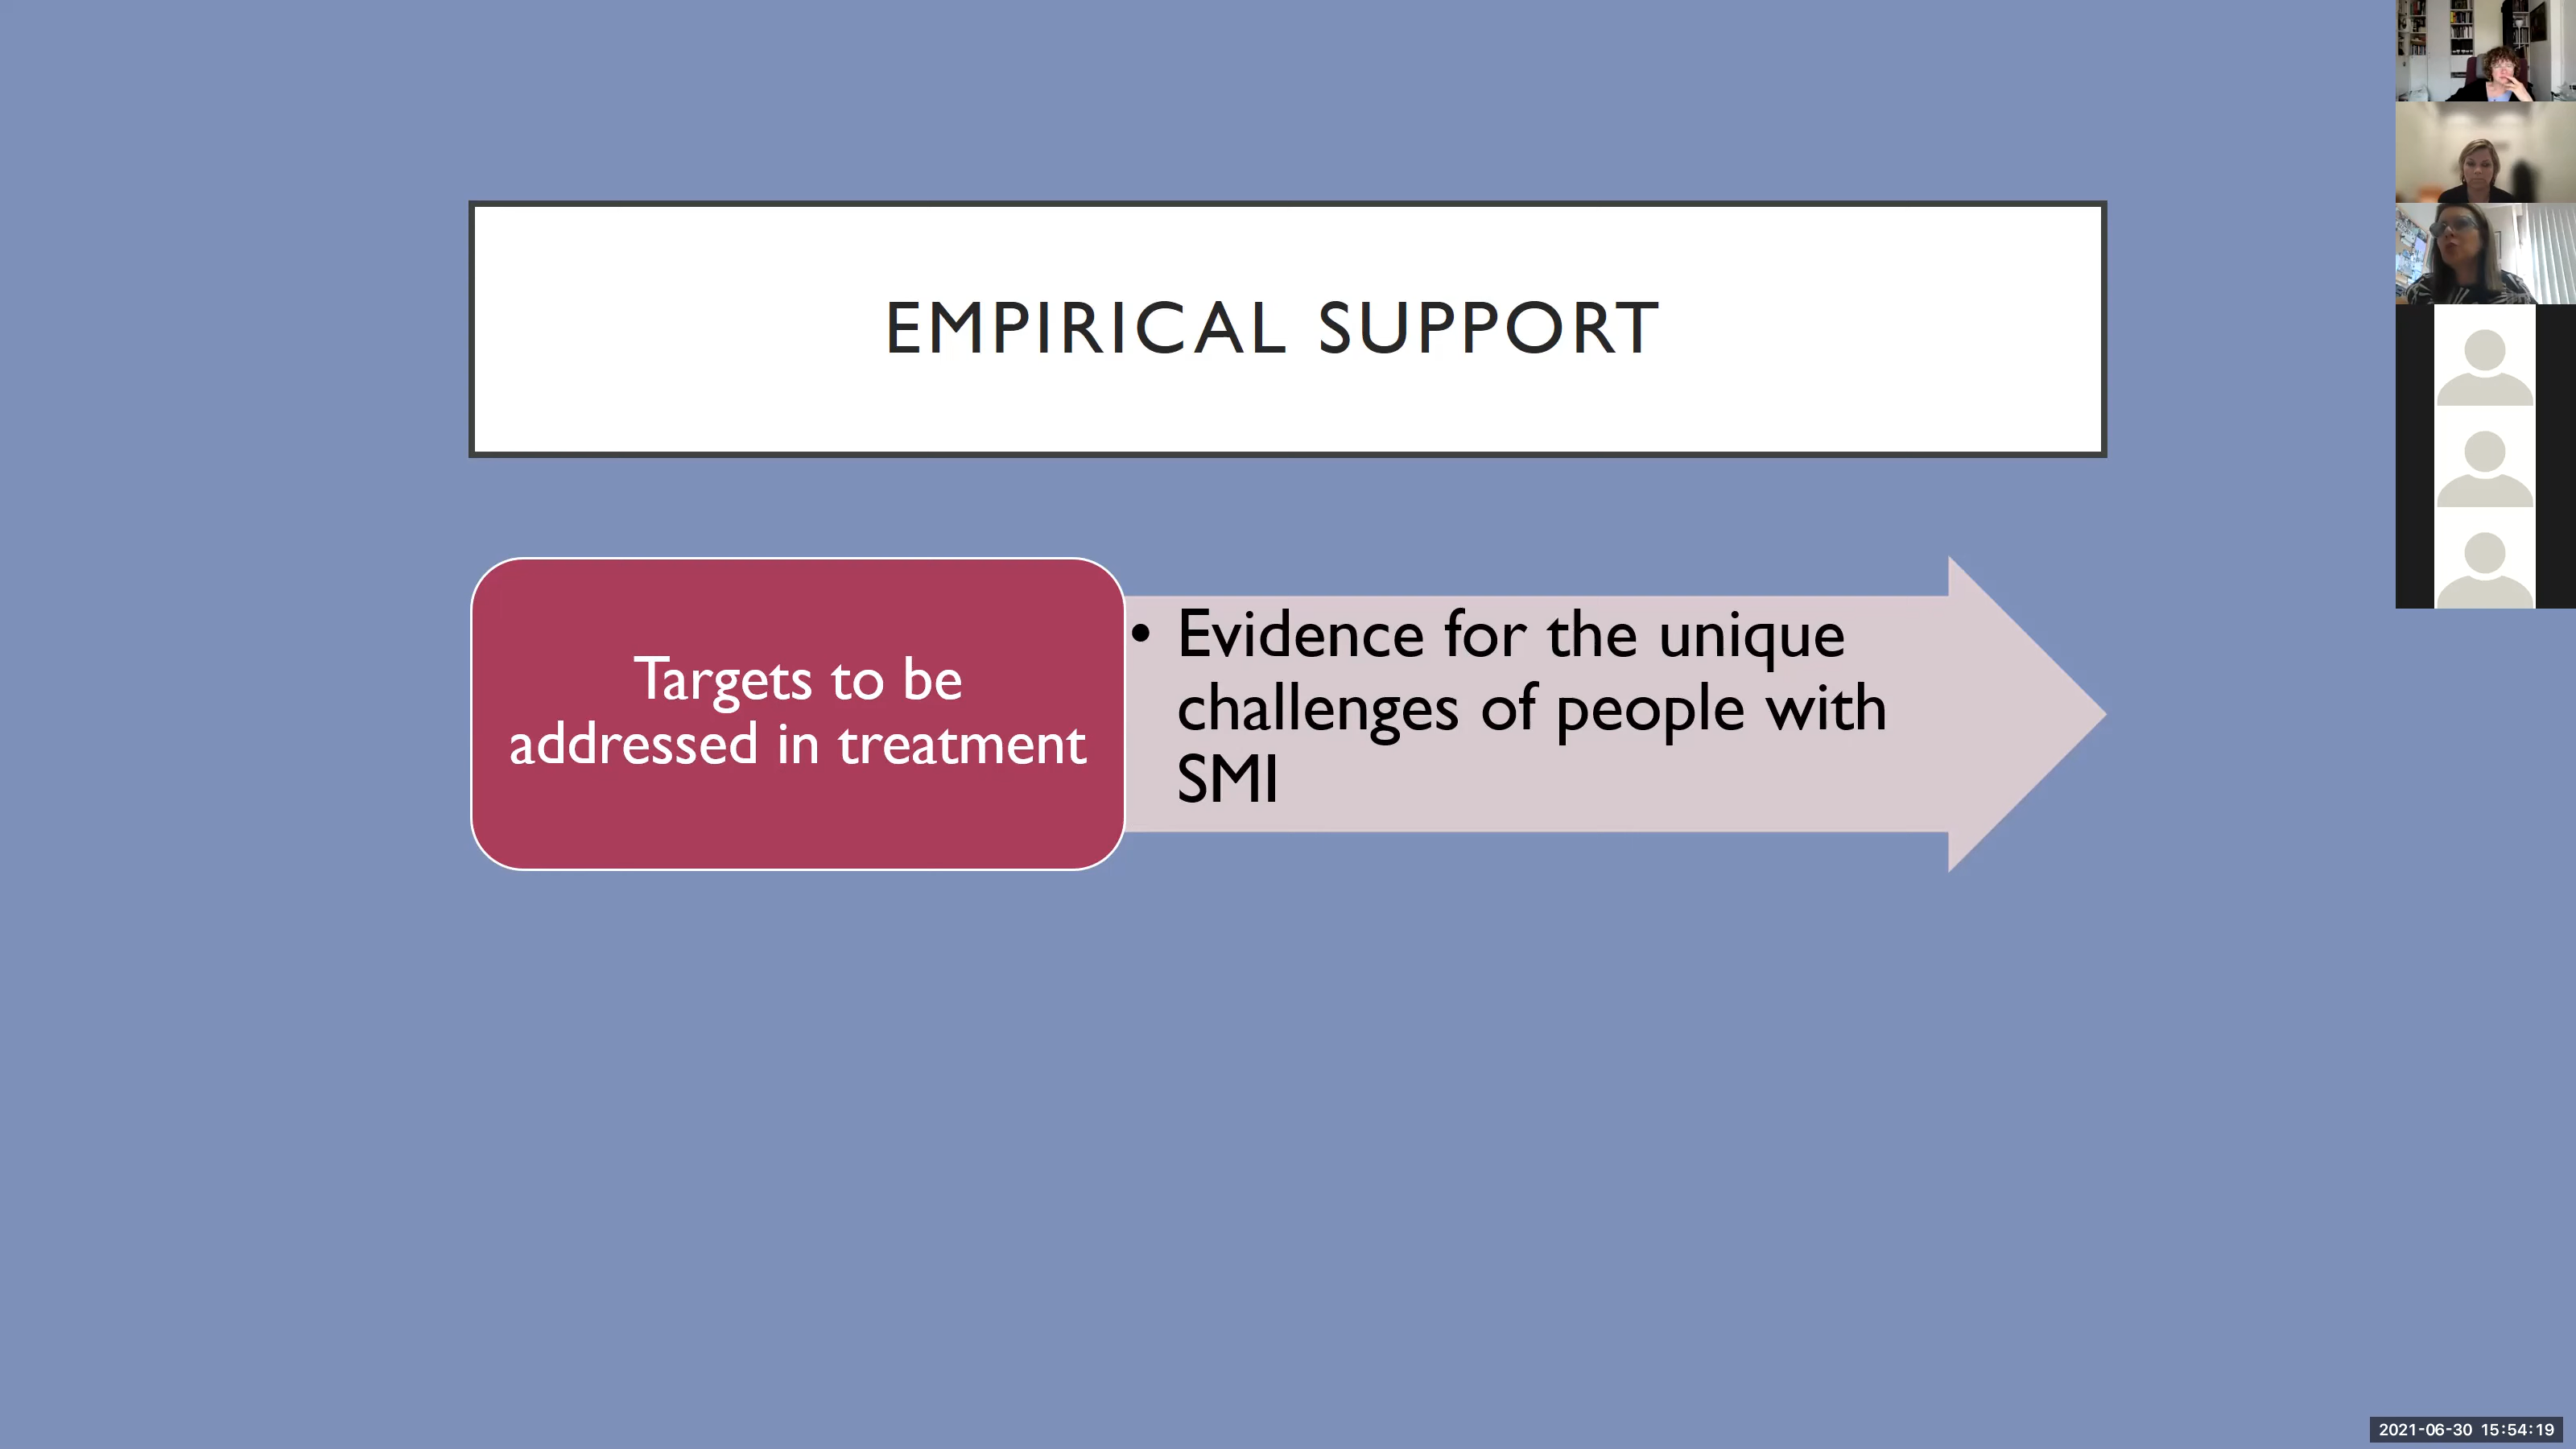 EMPIRICAL SUPPORT
Targets to be
addressed in treatment
• Evidence for the unique
challenges of people with
SMI
2021-06-30 15:54:19